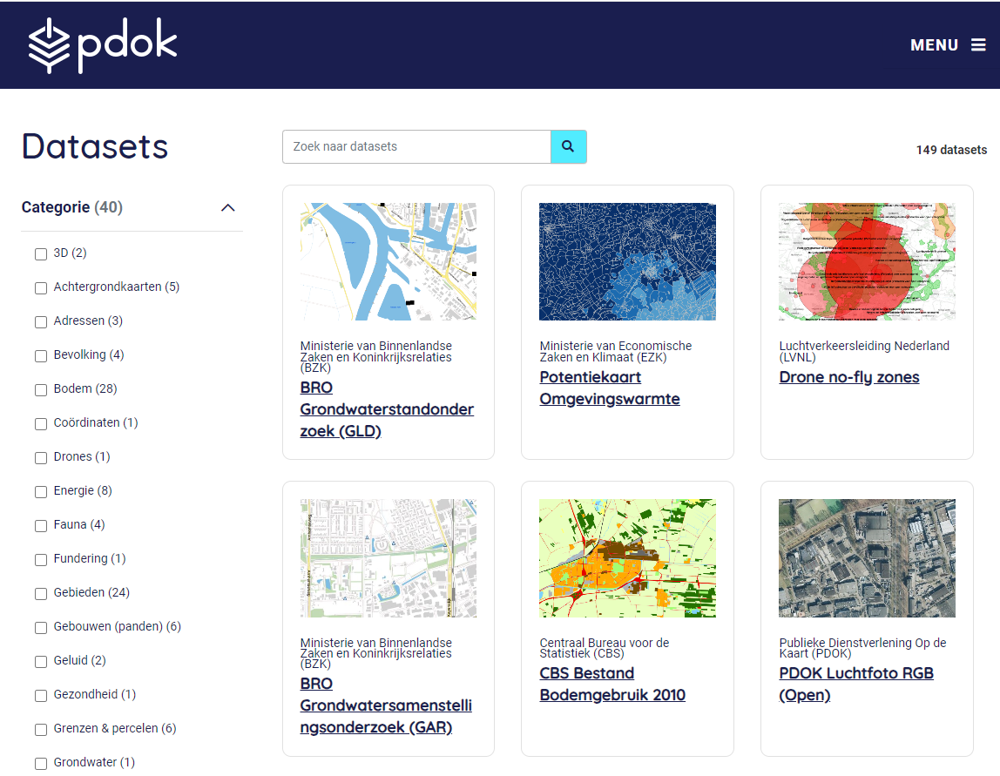 pdok
MENU
Datasets
Zoek naar datasets
149 datasets
Categorie (40)
3D (2)
Achtergrondkaarten (5)
Adressen (3)
Bevolking (4)
Bodem (28)
Coördinaten (1)
Drones (1)
Energie (8)
Fauna (4)
Fundering (1)
Gebieden (24)
Gebouwen (panden) (6)
Geluid (2)
Gezondheid (1)
Grenzen & percelen (6)
Grondwater (1)
Ministerie van Binnenlandse
Zaken en Koninkrijksrelaties
(BZK)
BRO
Grondwaterstandonder
zoek (GLD)
Ministerie van Economische
Zaken en Klimaat (EZK)
Potentiekaart
Omgevingswarmte
Luchtverkeersleiding Nederland
(LVNL)
Drone no-fly zones
Ministerie van Binnenlandse
Zaken en Koninkrijksrelaties
(BZK)
BRO
Grondwatersamenstelli
ngsonderzoek (GAR)
Centraal Bureau voor de
Statistiek (CBS)
CBS Bestand
Bodemgebruik 2010
Publieke Dienstverlening Op de
Kaart (PDOK)
PDOK Luchtfoto RGB
(Open)